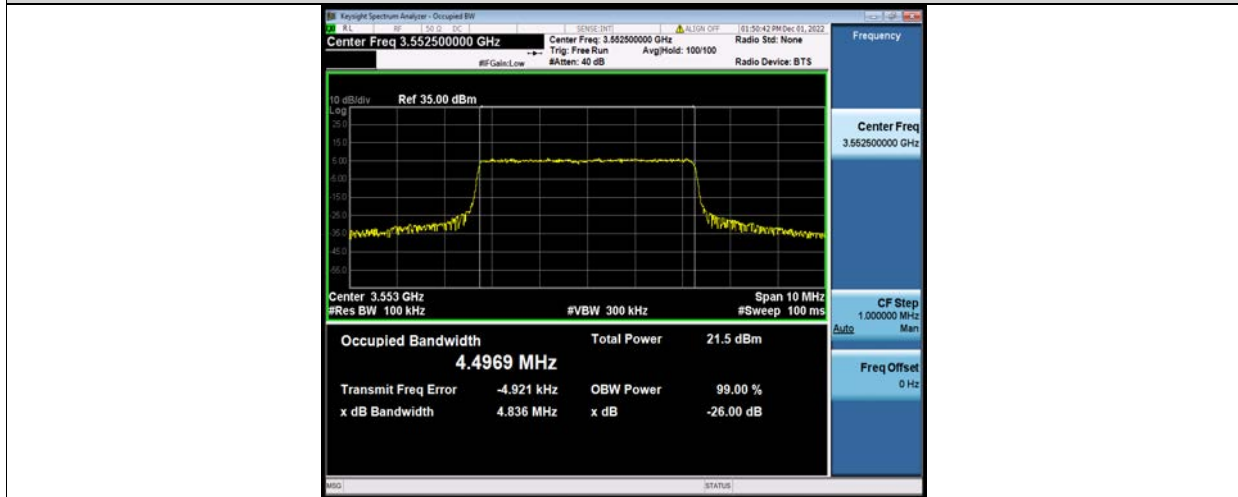 Keysight Spectrum Analyzer - Occupied BW
RL RF 50 Ω DC SENSE:INT ALIGN OFF 01:50:42 PM Dec 01, 2022
Center Freq 3.552500000 GHz Center Freq: 3.552500000 GHz Radio Std: None
Trig: Free Run Avg|Hold: 100/100
#IFGain:Low #Atten: 40 dB Radio Device: BTS
Frequency
10 dB/div Ref 35.00 dBm
Log
25.0
15.0
5.00
-5.00
-15.0
-25.0
-35.0
-45.0
-55.0
Center 3.553 GHz Span 10 MHz
#Res BW 100 kHz #VBW 300 kHz #Sweep 100 ms
Occupied Bandwidth Total Power 21.5 dBm
4.4969 MHz
Transmit Freq Error -4.921 kHz OBW Power 99.00 %
x dB Bandwidth 4.836 MHz x dB -26.00 dB
Center Freq
3.552500000 GHz
CF Step
1.000000 MHz
Auto Man
Freq Offset
0 Hz
MSG STATUS